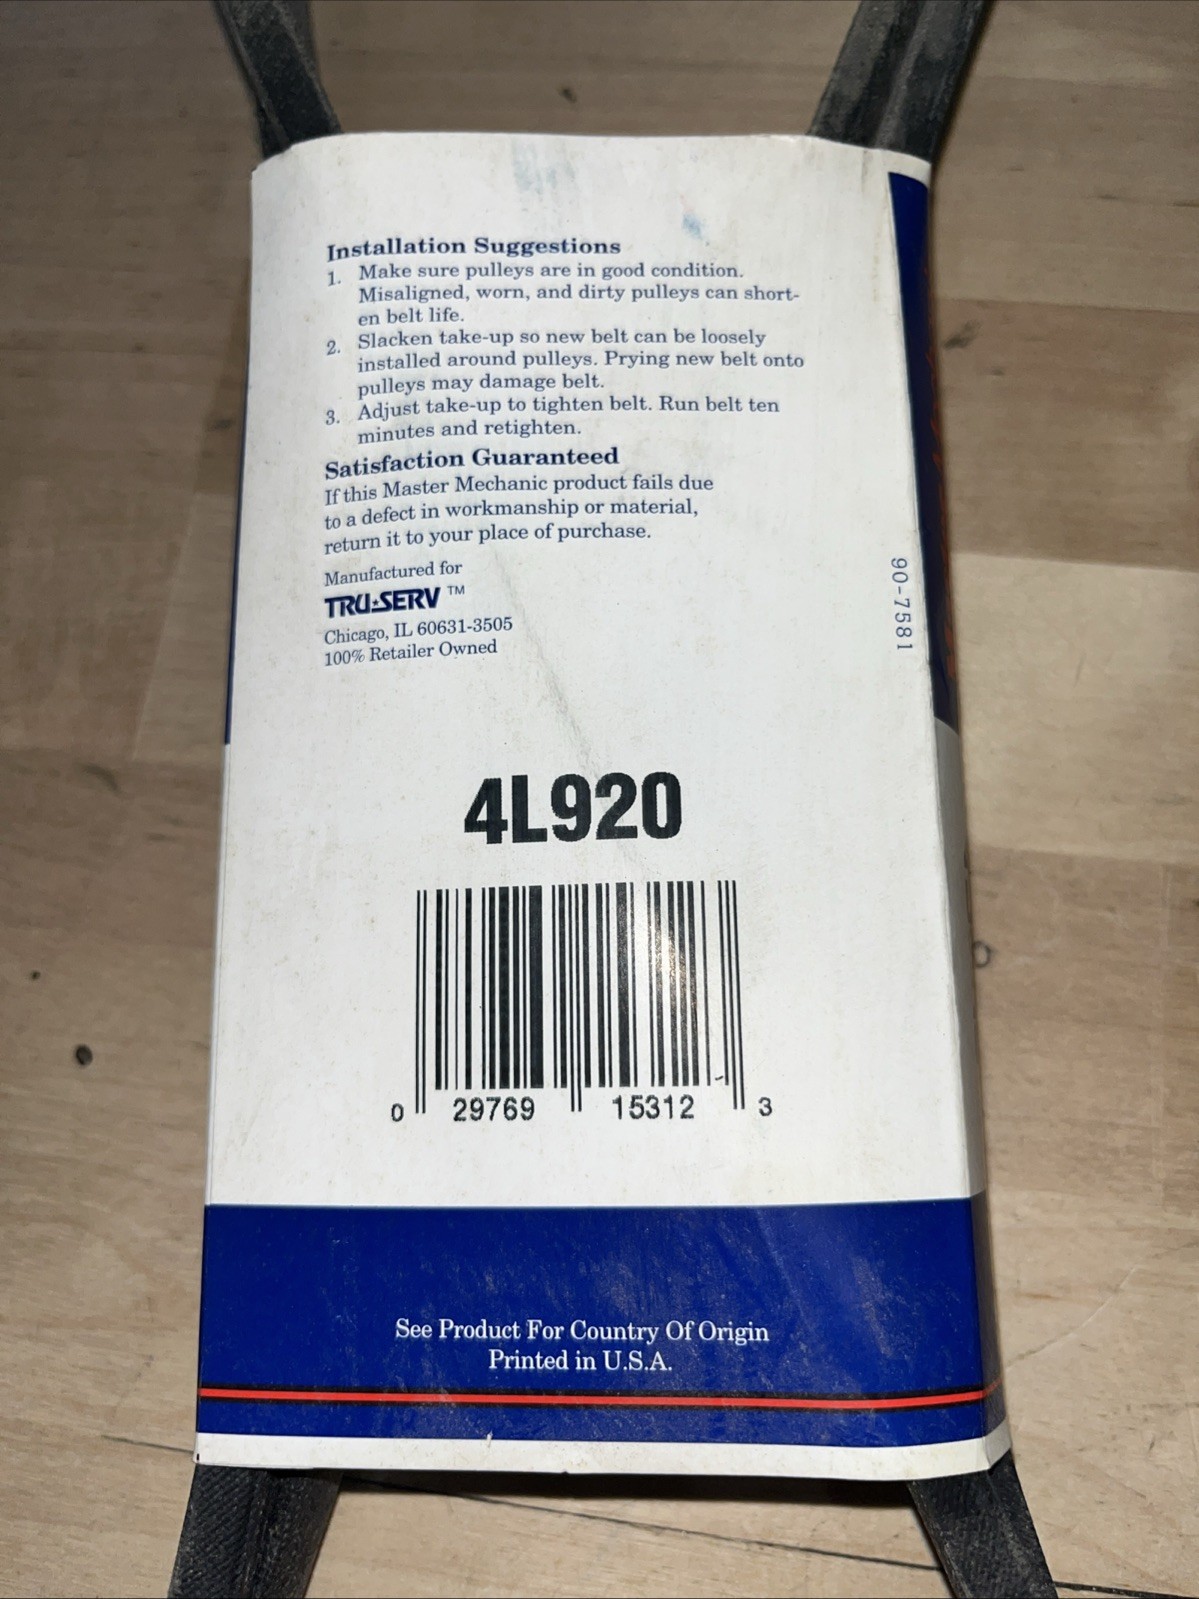 Installation Suggestions
1. Make sure pulleys are in good condition.
Misaligned, worn, and dirty pulleys can short-
en belt life.
2. Slacken take-up so new belt can be loosely
installed around pulleys. Prying new belt onto
pulleys may damage belt.
3. Adjust take-up to tighten belt. Run belt ten
minutes and retighten.
Satisfaction Guaranteed
If this Master Mechanic product fails due
to a defect in workmanship or material,
return it to your place of purchase.
Manufactured for
TRU★SERV™
Chicago, IL 60631-3505
100% Retailer Owned
90-7581
4L920
0 29769 15312 3
See Product For Country Of Origin
Printed in U.S.A.